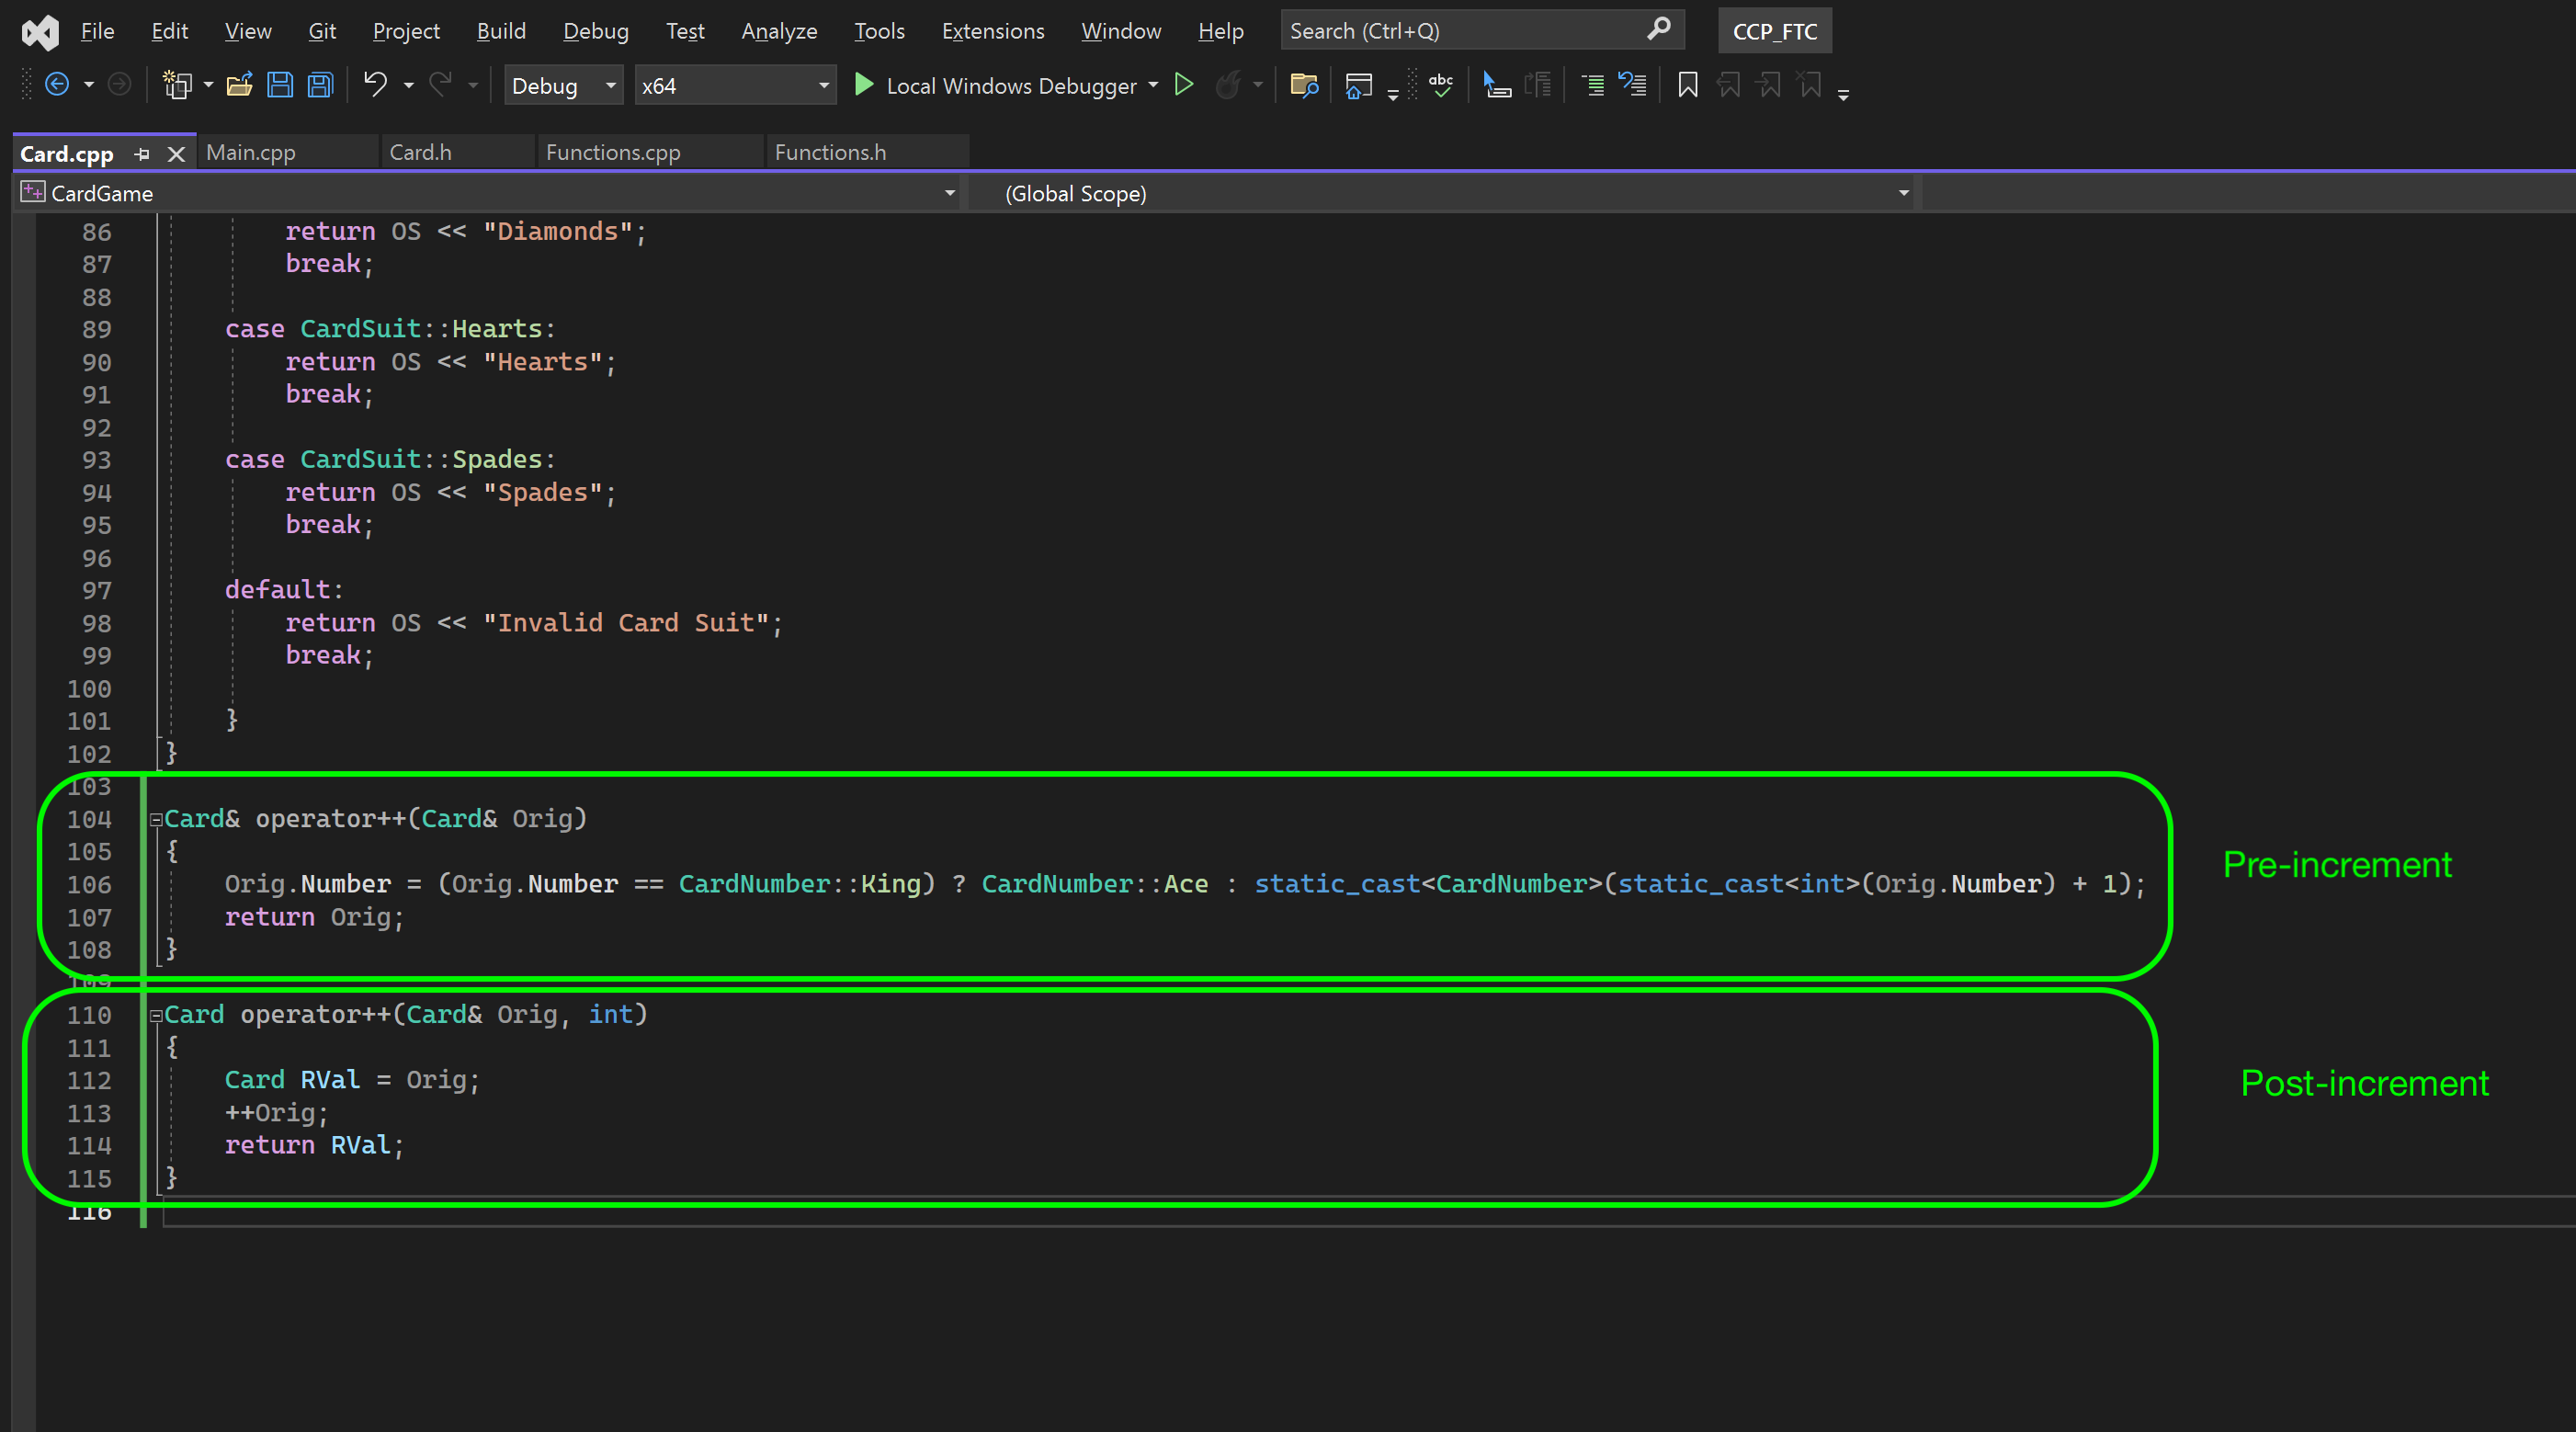 File Edit View Git Project Build Debug Test Analyze Tools Extensions Window Help Search (Ctrl+Q) CCP_FTC
Debug x64 Local Windows Debugger abc
Card.cpp Main.cpp Card.h Functions.cpp Functions.h
CardGame (Global Scope)
86 return OS << "Diamonds";
87 break;
88
89 case CardSuit::Hearts:
90 return OS << "Hearts";
91 break;
92
93 case CardSuit::Spades:
94 return OS << "Spades";
95 break;
96
97 default:
98 return OS << "Invalid Card Suit";
99 break;
100
101 }
102 }
103
104 Card& operator++(Card& Orig)
105 {
106 Orig.Number = (Orig.Number == CardNumber::King) ? CardNumber::Ace : static_cast<CardNumber>(static_cast<int>(Orig.Number) + 1);
Pre-increment
107 return Orig;
108 }
109
110 Card operator++(Card& Orig, int)
111 {
112 Card RVal = Orig;
Post-increment
113 ++Orig;
114 return RVal;
115 }
116